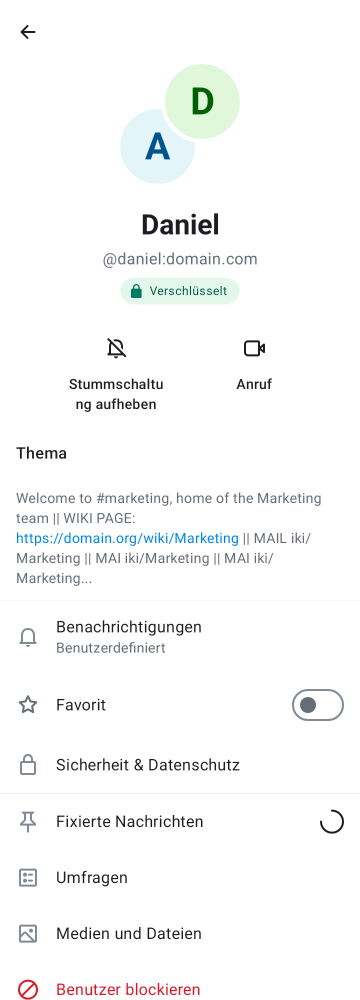 D
A
Daniel
@daniel:domain.com
Verschlüsselt
Stummschaltu
ng aufheben
Anruf
Thema
Welcome to #marketing, home of the Marketing
team || WIKI PAGE:
https://domain.org/wiki/Marketing || MAIL iki/
Marketing || MAI iki/Marketing || MAI iki/
Marketing...
Benachrichtigungen
Benutzerdefiniert
Favorit
Sicherheit & Datenschutz
Fixierte Nachrichten
Umfragen
Medien und Dateien
Benutzer blockieren